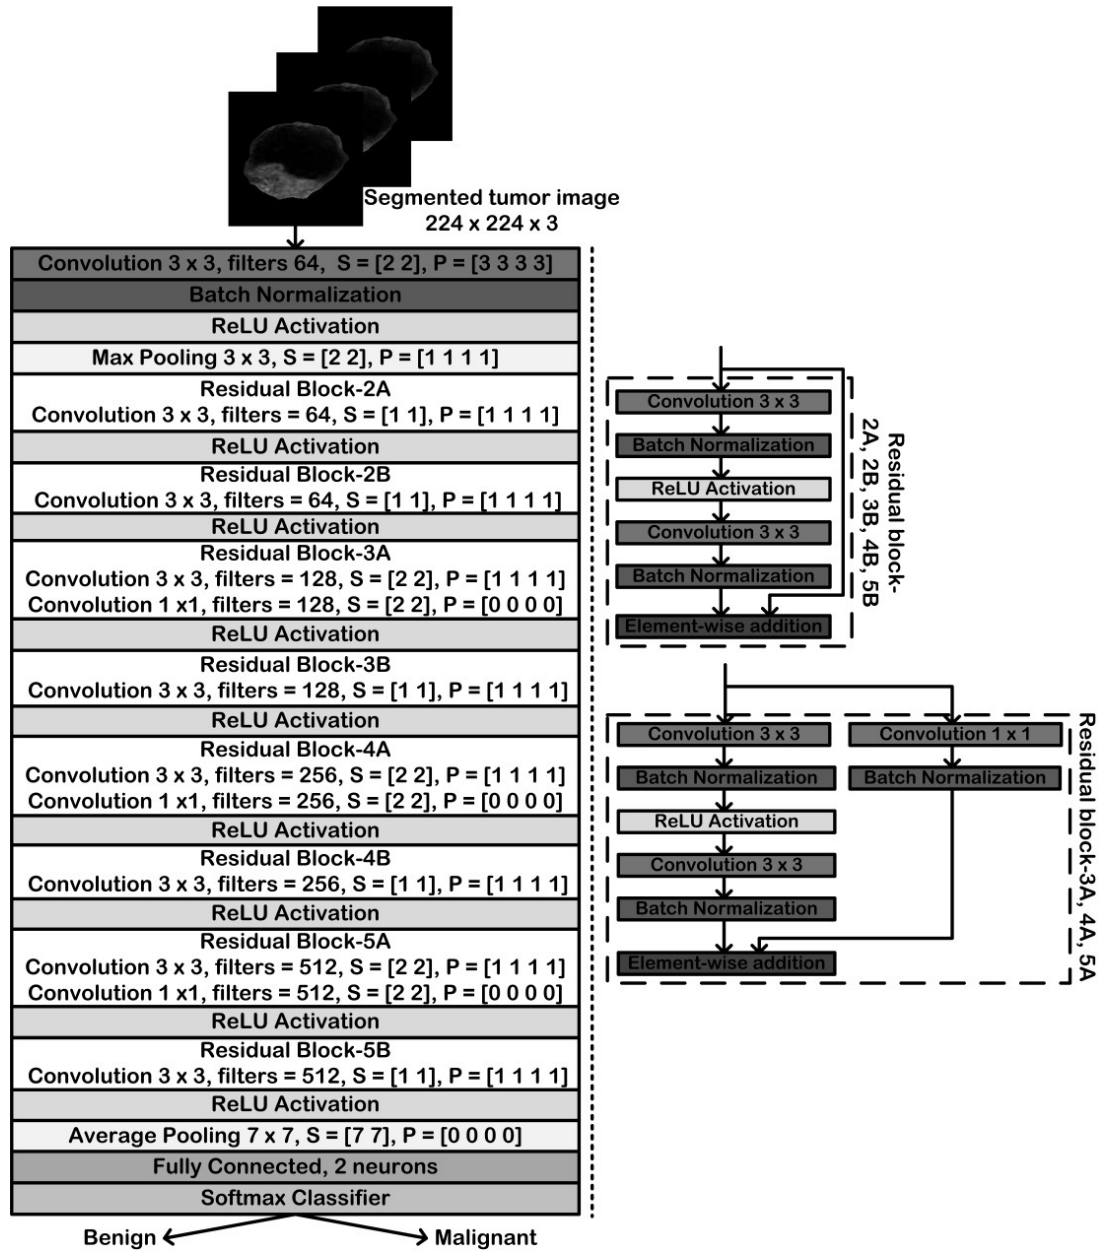 Segmented tumor image
224 x 224 x 3
Convolution 3 x 3, filters 64, S = [2 2], P = [3 3 3 3]
Batch Normalization
ReLU Activation
Max Pooling 3 x 3, S = [2 2], P = [1 1 1 1]
Residual Block-2A
Convolution 3 x 3, filters = 64, S = [1 1], P = [1 1 1 1]
ReLU Activation
Residual Block-2B
Convolution 3 x 3, filters = 64, S = [1 1], P = [1 1 1 1]
ReLU Activation
Residual Block-3A
Convolution 3 x 3, filters = 128, S = [2 2], P = [1 1 1 1]
Convolution 1 x1, filters = 128, S = [2 2], P = [0 0 0 0]
ReLU Activation
Residual Block-3B
Convolution 3 x 3, filters = 128, S = [1 1], P = [1 1 1 1]
ReLU Activation
Residual Block-4A
Convolution 3 x 3, filters = 256, S = [2 2], P = [1 1 1 1]
Convolution 1 x1, filters = 256, S = [2 2], P = [0 0 0 0]
ReLU Activation
Residual Block-4B
Convolution 3 x 3, filters = 256, S = [1 1], P = [1 1 1 1]
ReLU Activation
Residual Block-5A
Convolution 3 x 3, filters = 512, S = [2 2], P = [1 1 1 1]
Convolution 1 x1, filters = 512, S = [2 2], P = [0 0 0 0]
ReLU Activation
Residual Block-5B
Convolution 3 x 3, filters = 512, S = [1 1], P = [1 1 1 1]
ReLU Activation
Average Pooling 7 x 7, S = [7 7], P = [0 0 0 0]
Fully Connected, 2 neurons
Softmax Classifier
Benign
Malignant
Convolution 3 x 3
Batch Normalization
ReLU Activation
Convolution 3 x 3
Batch Normalization
Element-wise addition
Residual block-
2A, 2B, 3B, 4B, 5B
Convolution 3 x 3
Batch Normalization
ReLU Activation
Convolution 3 x 3
Batch Normalization
Element-wise addition
Convolution 1 x 1
Batch Normalization
Residual block-3A, 4A, 5A